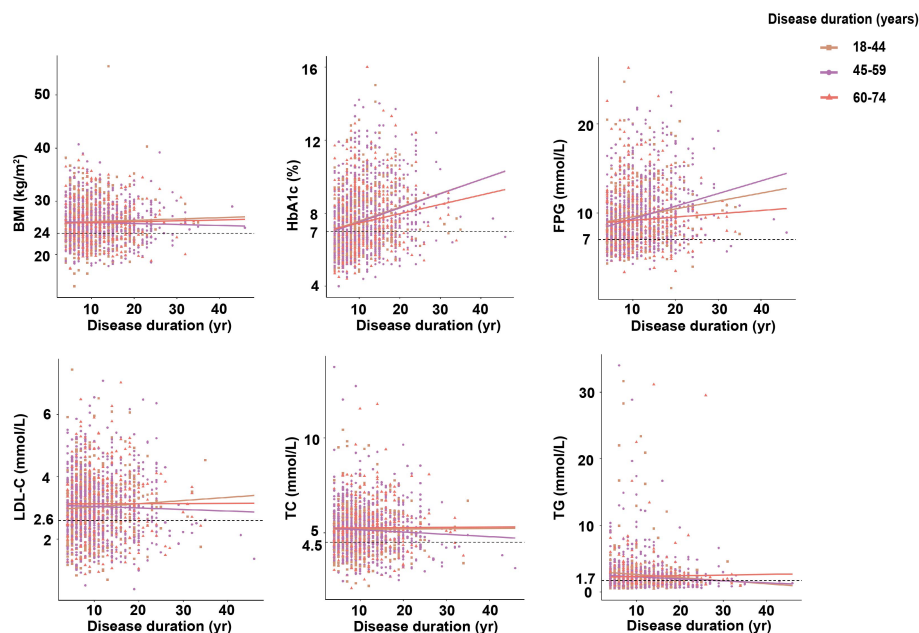 Disease duration (years)
18-44
45-59
60-74
BMI (kg/m²)
50
40
30
24
20
10 20 30 40
Disease duration (yr)
HbA1c (%)
16
12
8
7
4
10 20 30 40
Disease duration (yr)
FPG (mmol/L)
20
10
7
10 20 30 40
Disease duration (yr)
LDL-C (mmol/L)
6
4
2.6
2
10 20 30 40
Disease duration (yr)
TC (mmol/L)
10
5
4.5
10 20 30 40
Disease duration (yr)
TG (mmol/L)
30
20
10
1.7
0
10 20 30 40
Disease duration (yr)